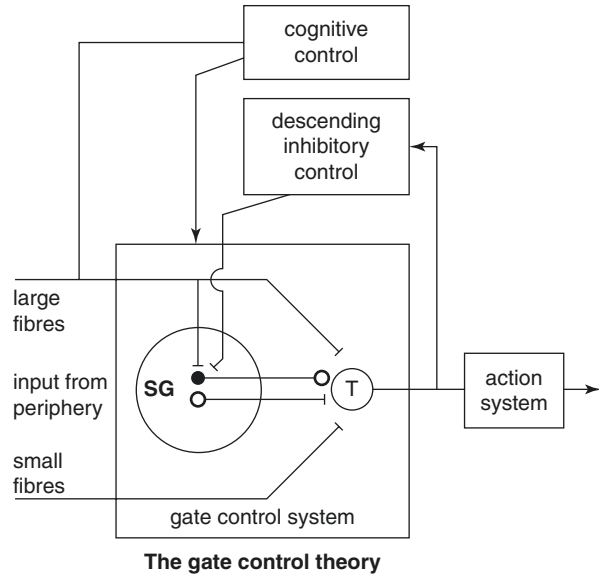 cognitive
control
descending
inhibitory
control
large
fibres
input from
periphery
SG
T
action
system
small
fibres
gate control system
The gate control theory